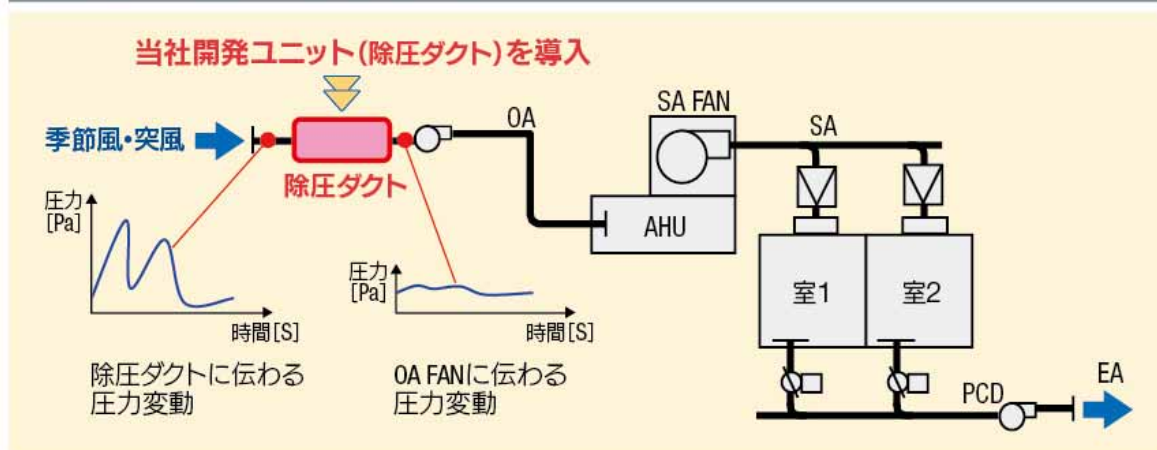 当社開発ユニット(除圧ダクト)を導入
季節風・突風
除圧ダクト
OA
SA FAN
SA
AHU
室1
室2
PCD
EA
圧力
[Pa]
時間[S]
除圧ダクトに伝わる
圧力変動
圧力
[Pa]
時間[S]
OA FANに伝わる
圧力変動